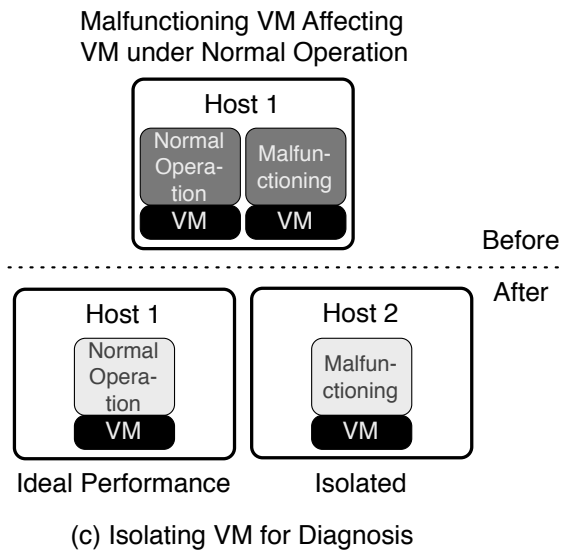 Malfunctioning VM Affecting
VM under Normal Operation
Host 1
Normal
Opera-
tion
Malfun-
ctioning
VM
VM
Before
After
Host 1
Normal
Opera-
tion
VM
Host 2
Malfun-
ctioning
VM
Ideal Performance
Isolated
(c) Isolating VM for Diagnosis